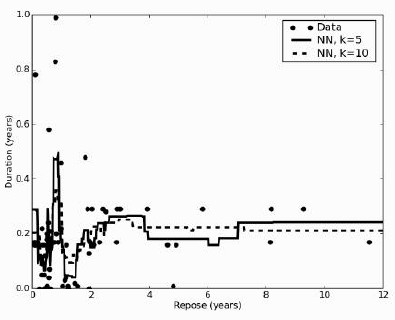 1.0
0.8
0.6
0.4
0.2
0.0
Duration (years)
Data
NN, k=5
NN, k=10
0 2 4 6 8 10 12
Repose (years)